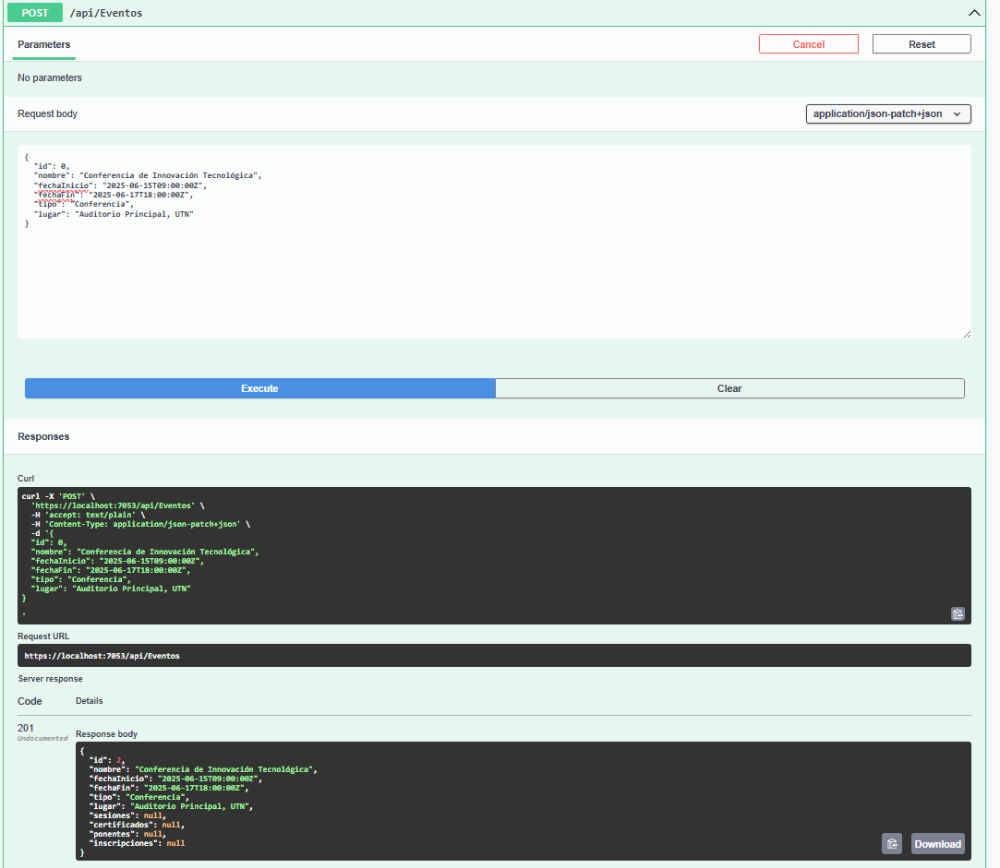 POST /api/Eventos
Parameters
Cancel
Reset
No parameters
Request body
application/json-patch+json
{
"id": 0,
"nombre": "Conferencia de Innovación Tecnológica",
"fechaInicio": "2025-06-15T09:00:00Z",
"fechaFin": "2025-06-17T18:00:00Z",
"tipo": "Conferencia",
"lugar": "Auditorio Principal, UTN"
}
Execute
Clear
Responses
Curl
curl -X 'POST' \
'https://localhost:7053/api/Eventos' \
-H 'accept: text/plain' \
-H 'Content-Type: application/json-patch+json' \
-d '{
"id": 0,
"nombre": "Conferencia de Innovación Tecnológica",
"fechaInicio": "2025-06-15T09:00:00Z",
"fechaFin": "2025-06-17T18:00:00Z",
"tipo": "Conferencia",
"lugar": "Auditorio Principal, UTN"
}
'
Request URL
https://localhost:7053/api/Eventos
Server response
Code Details
201
Undocumented
Response body
{
"id": 2,
"nombre": "Conferencia de Innovación Tecnológica",
"fechaInicio": "2025-06-15T09:00:00Z",
"fechaFin": "2025-06-17T18:00:00Z",
"tipo": "Conferencia",
"lugar": "Auditorio Principal, UTN",
"sesiones": null,
"certificados": null,
"ponentes": null,
"inscripciones": null
}
Download